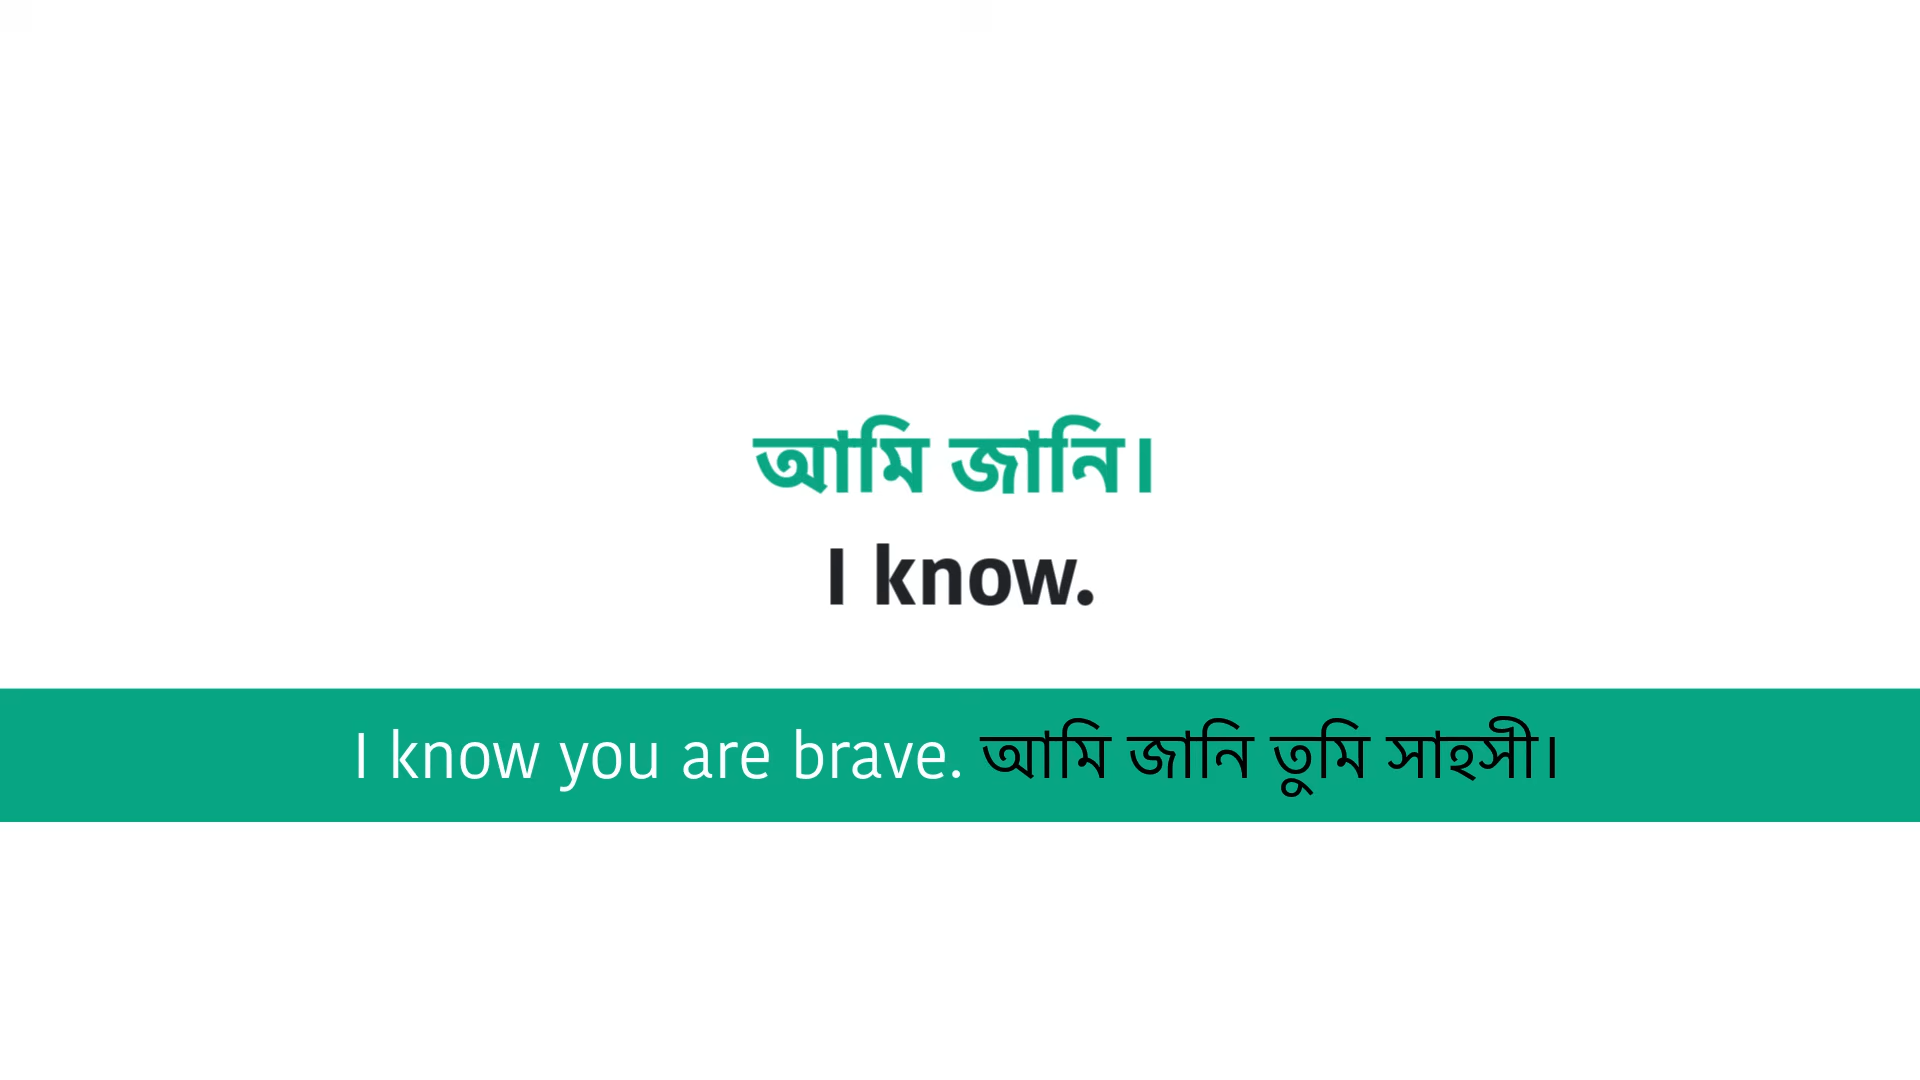 আমি জানি।
I know.
I know you are brave. আমি জানি তুমি সাহসী।